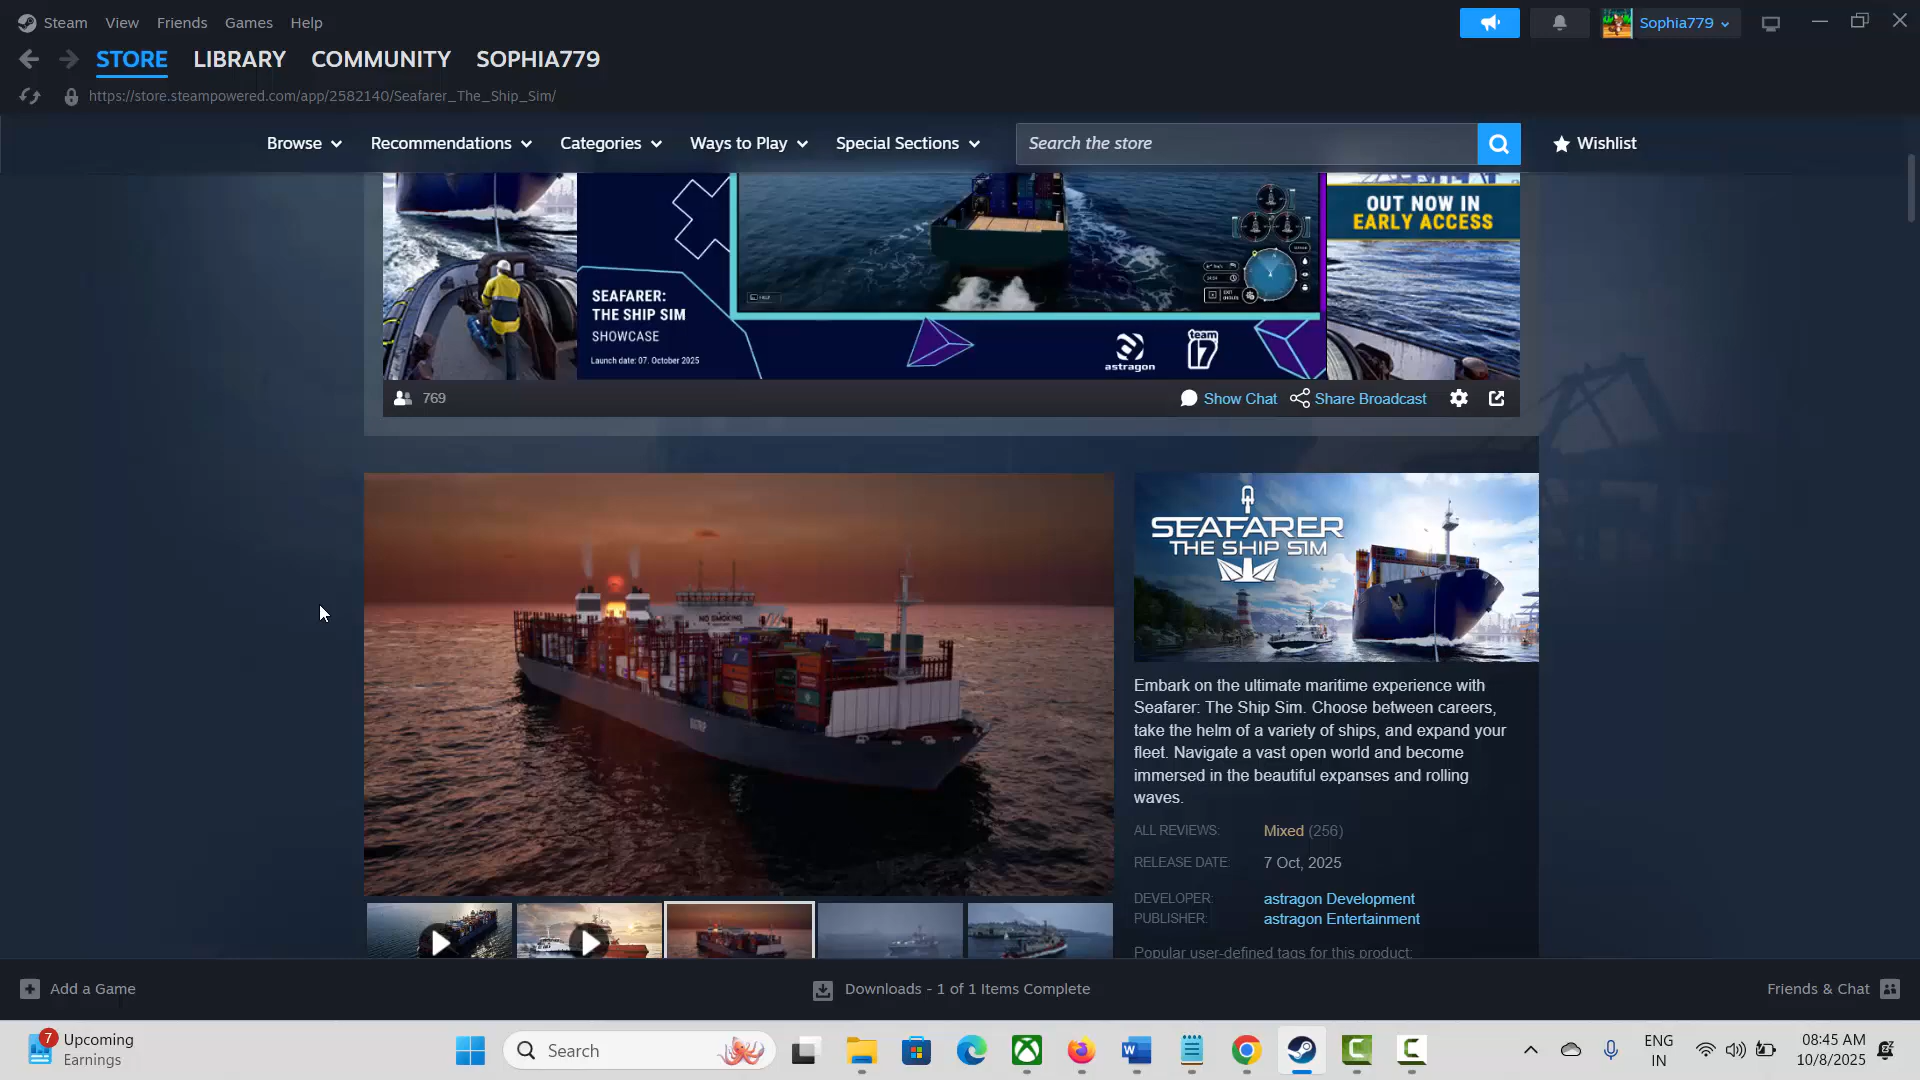 Steam View Friends Games Help
Sophia779
STORE LIBRARY COMMUNITY SOPHIA779
https://store.steampowered.com/app/2582140/Seafarer_The_Ship_Sim/
Browse Recommendations Categories Ways to Play Special Sections Search the store Wishlist
OUT NOW IN
EARLY ACCESS
SEAFARER:
THE SHIP SIM
SHOWCASE
Launch date: 07. October 2025
astragon
team
17
769
Show Chat Share Broadcast
NO SMOKING
SEAFARER
THE SHIP SIM
Embark on the ultimate maritime experience with
Seafarer: The Ship Sim. Choose between careers,
take the helm of a variety of ships, and expand your
fleet. Navigate a vast open world and become
immersed in the beautiful expanses and rolling
waves.
ALL REVIEWS: Mixed (256)
RELEASE DATE: 7 Oct, 2025
DEVELOPER: astragon Development
PUBLISHER: astragon Entertainment
Popular user-defined tags for this product:
Add a Game
Downloads - 1 of 1 Items Complete
Friends & Chat
7
Upcoming
Earnings
Search
ENG
IN
08:45 AM
10/8/2025